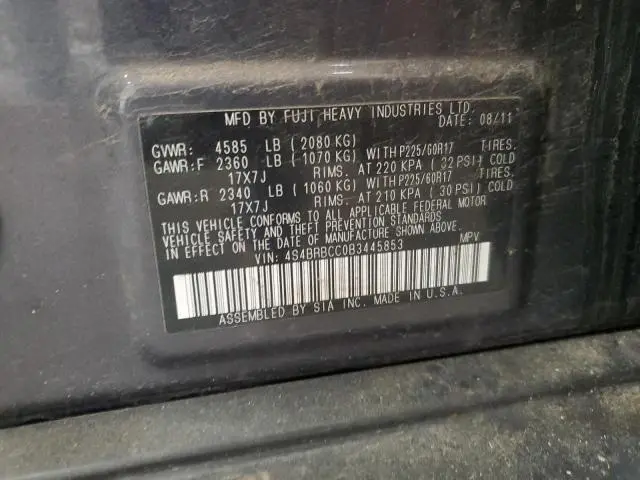 MFD BY FUJI HEAVY INDUSTRIES LTD.
DATE: 08/11
GVWR: 4585 LB (2080 KG)
GAWR:F 2360 LB (1070 KG) WITH P225/60R17 TIRES.
17X7J RIMS. AT 220 KPA (32 PSI) COLD
GAWR:R 2340 LB (1060 KG) WITH P225/60R17 TIRES.
17X7J RIMS. AT 210 KPA (30 PSI) COLD
THIS VEHICLE CONFORMS TO ALL APPLICABLE FEDERAL MOTOR
VEHICLE SAFETY AND BUMPER AND THEFT PREVENTION STANDARDS
IN EFFECT ON THE DATE OF MANUFACTURE SHOWN ABOVE.
VIN: 4S4BRBCC0B3445853 MPV
ASSEMBLED BY SIA INC. MADE IN U.S.A.